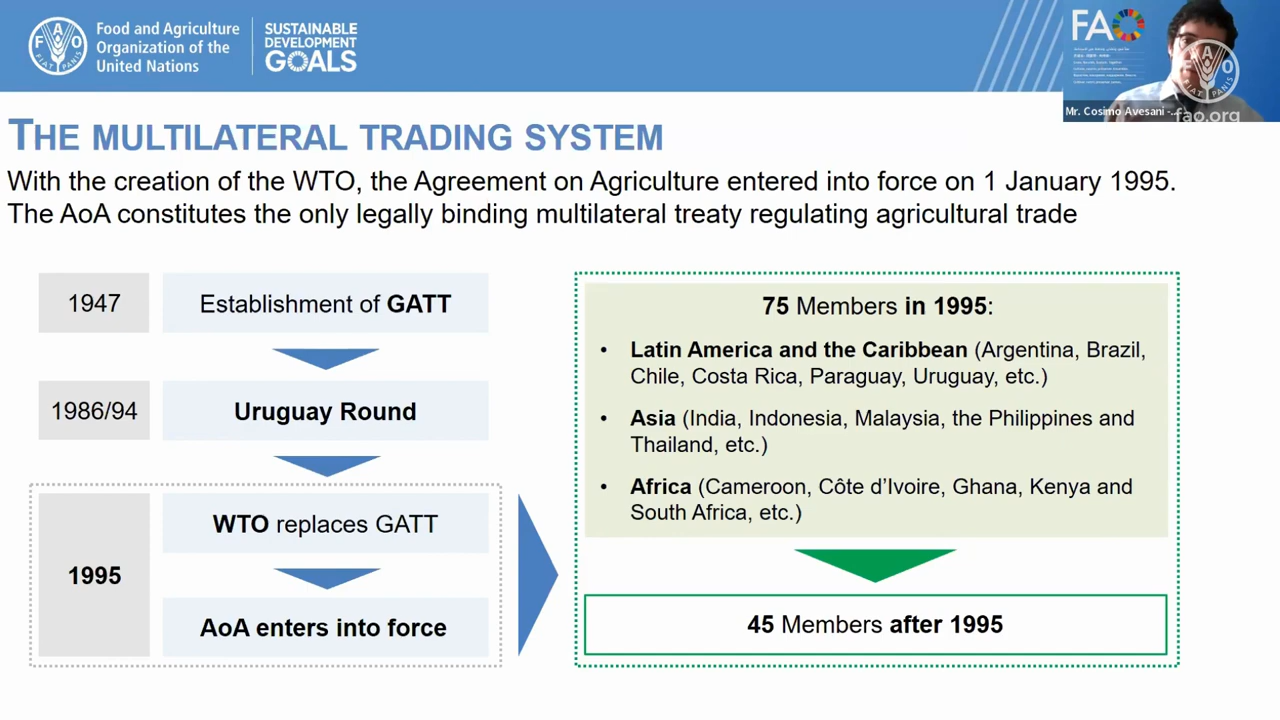 Food and Agriculture
Organization of the
United Nations
SUSTAINABLE
DEVELOPMENT
GOALS
F A O
FIAT PANIS
FAO
Mr. Cosimo Avesani -...
F A O
FIAT PANIS
fao.org
THE MULTILATERAL TRADING SYSTEM
With the creation of the WTO, the Agreement on Agriculture entered into force on 1 January 1995.
The AoA constitutes the only legally binding multilateral treaty regulating agricultural trade
1947
Establishment of GATT
1986/94
Uruguay Round
1995
WTO replaces GATT
AoA enters into force
75 Members in 1995:
• Latin America and the Caribbean (Argentina, Brazil,
Chile, Costa Rica, Paraguay, Uruguay, etc.)
• Asia (India, Indonesia, Malaysia, the Philippines and
Thailand, etc.)
• Africa (Cameroon, Côte d’Ivoire, Ghana, Kenya and
South Africa, etc.)
45 Members after 1995